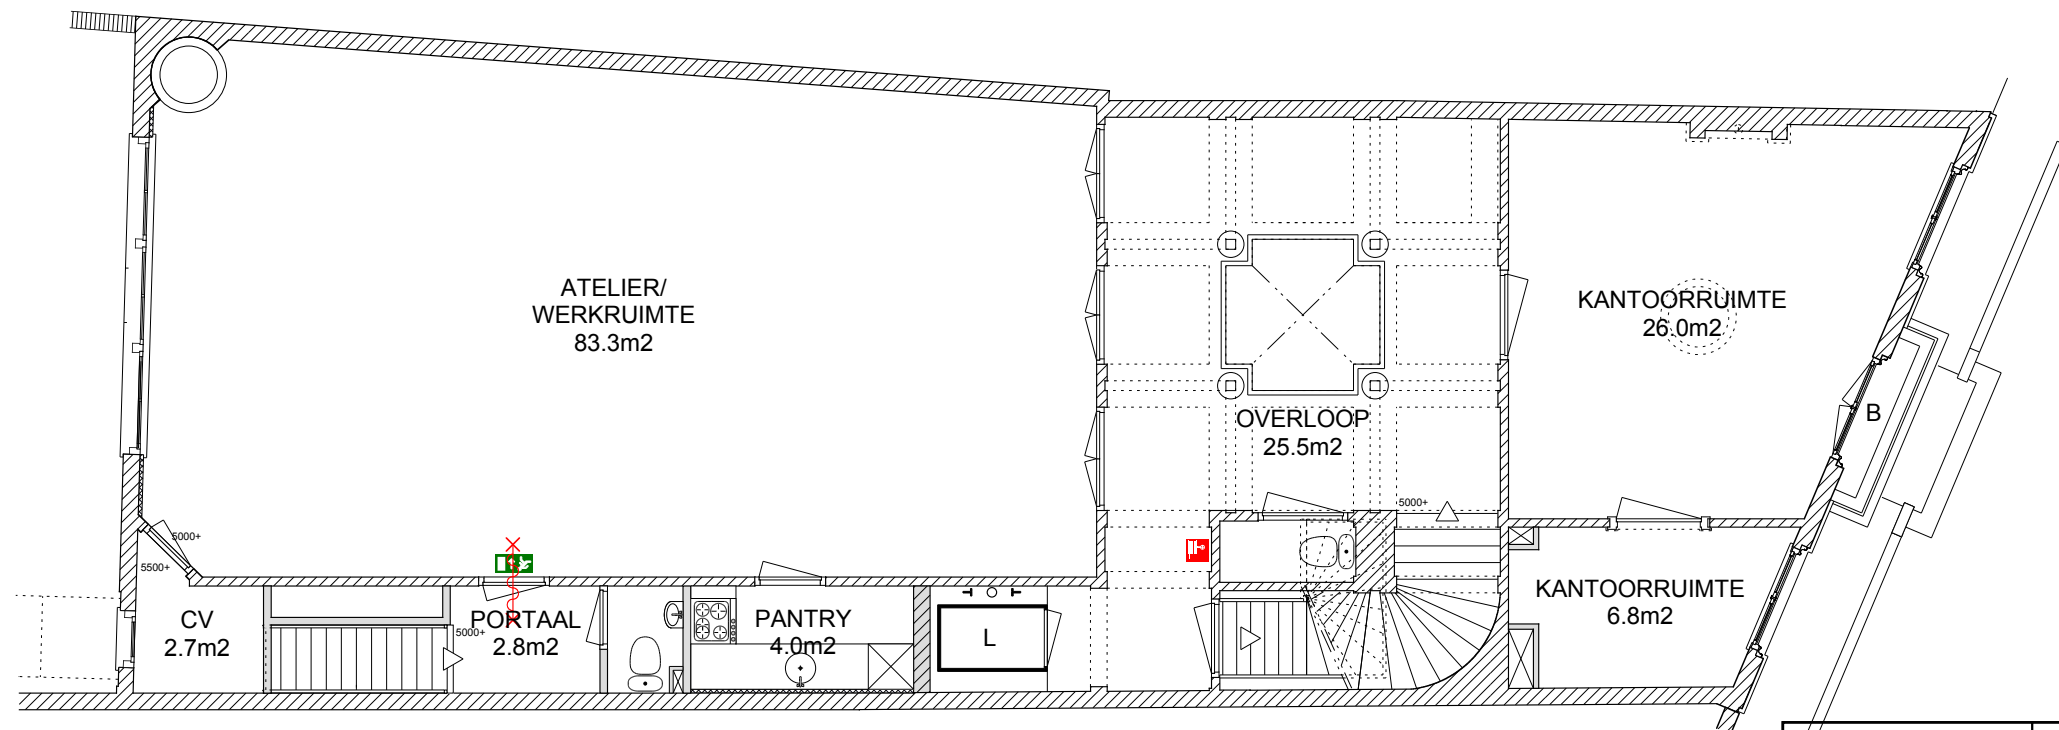 ATELIER/
WERKRUIMTE
83.3m2
KANTOORRUIMTE
26.0m2
OVERLOOP
25.5m2
B
5000+
5000+
5500+
CV
2.7m2
5000+
PORTAAL
2.8m2
PANTRY
4.0m2
L
KANTOORRUIMTE
6.8m2